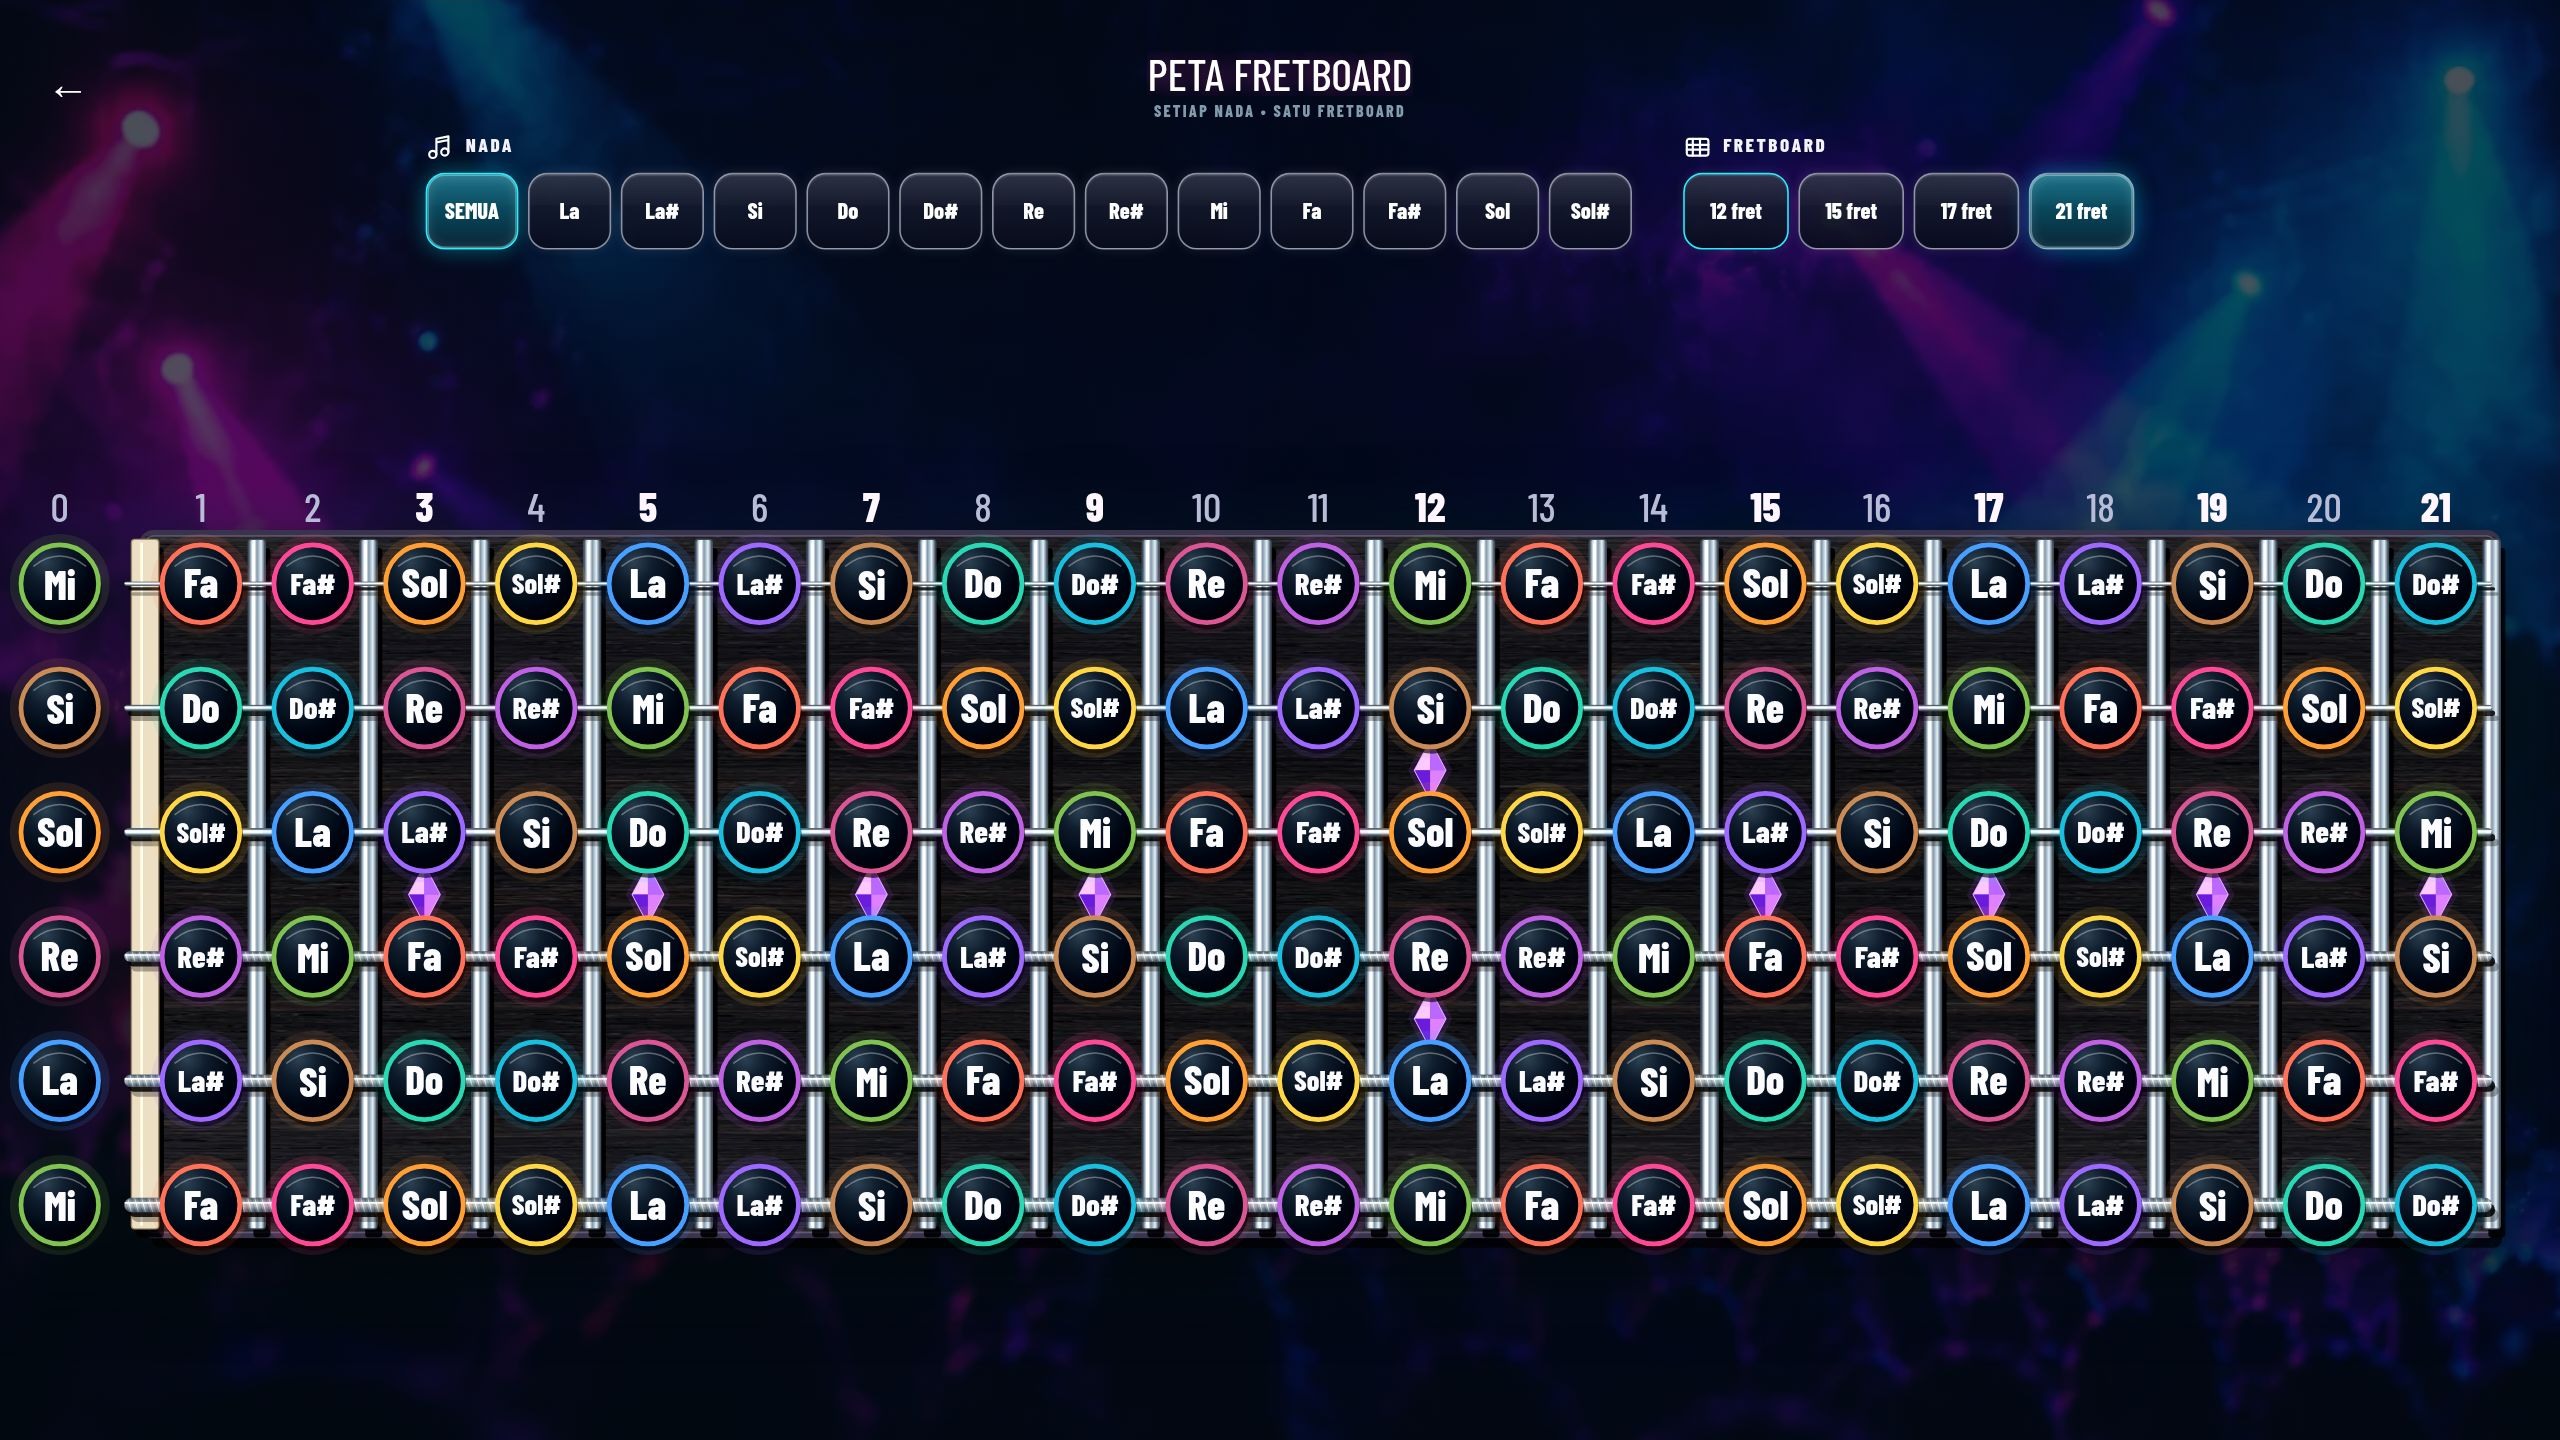 ←
PETA FRETBOARD
SETIAP NADA • SATU FRETBOARD
NADA
SEMUA La La# Si Do Do# Re Re# Mi Fa Fa# Sol Sol#
FRETBOARD
12 fret 15 fret 17 fret 21 fret
0 1 2 3 4 5 6 7 8 9 10 11 12 13 14 15 16 17 18 19 20 21
Mi Fa Fa# Sol Sol# La La# Si Do Do# Re Re# Mi Fa Fa# Sol Sol# La La# Si Do Do#
Si Do Do# Re Re# Mi Fa Fa# Sol Sol# La La# Si Do Do# Re Re# Mi Fa Fa# Sol Sol#
Sol Sol# La La# Si Do Do# Re Re# Mi Fa Fa# Sol Sol# La La# Si Do Do# Re Re# Mi
Re Re# Mi Fa Fa# Sol Sol# La La# Si Do Do# Re Re# Mi Fa Fa# Sol Sol# La La# Si
La La# Si Do Do# Re Re# Mi Fa Fa# Sol Sol# La La# Si Do Do# Re Re# Mi Fa Fa#
Mi Fa Fa# Sol Sol# La La# Si Do Do# Re Re# Mi Fa Fa# Sol Sol# La La# Si Do Do#